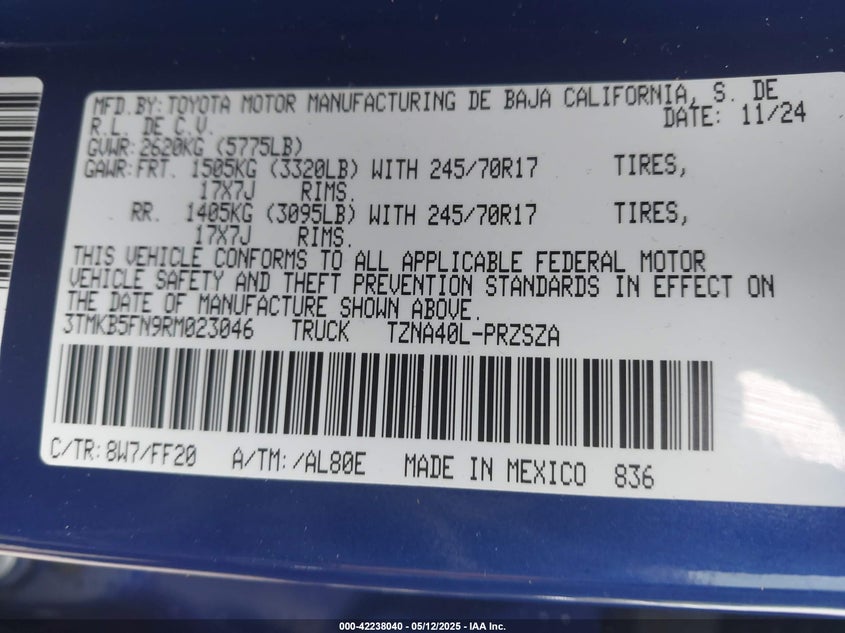 MFD.BY: TOYOTA MOTOR MANUFACTURING DE BAJA CALIFORNIA, S. DE
R.L. DE C.V. DATE: 11/24
GVWR: 2620KG (5775LB)
GAWR: FRT. 1505KG (3320LB) WITH 245/70R17 TIRES,
17X7J RIMS.
RR. 1405KG (3095LB) WITH 245/70R17 TIRES,
17X7J RIMS.
THIS VEHICLE CONFORMS TO ALL APPLICABLE FEDERAL MOTOR
VEHICLE SAFETY AND THEFT PREVENTION STANDARDS IN EFFECT ON
THE DATE OF MANUFACTURE SHOWN ABOVE.
3TMKB5FN9RM023046 TRUCK TZNA40L-PRZSZA
C/TR: 8W7/FF20 A/TM: /AL80E MADE IN MEXICO 836
000-42238040 - 05/12/2025 - IAA Inc.